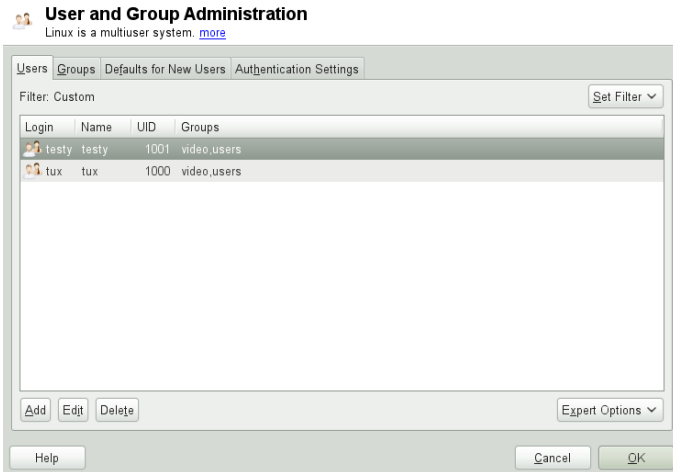 User and Group Administration
Linux is a multiuser system. more
Users Groups Defaults for New Users Authentication Settings
Filter: Custom Set Filter
Login Name UID Groups
testy testy 1001 video,users
tux tux 1000 video,users
Add Edit Delete Expert Options
Help Cancel OK